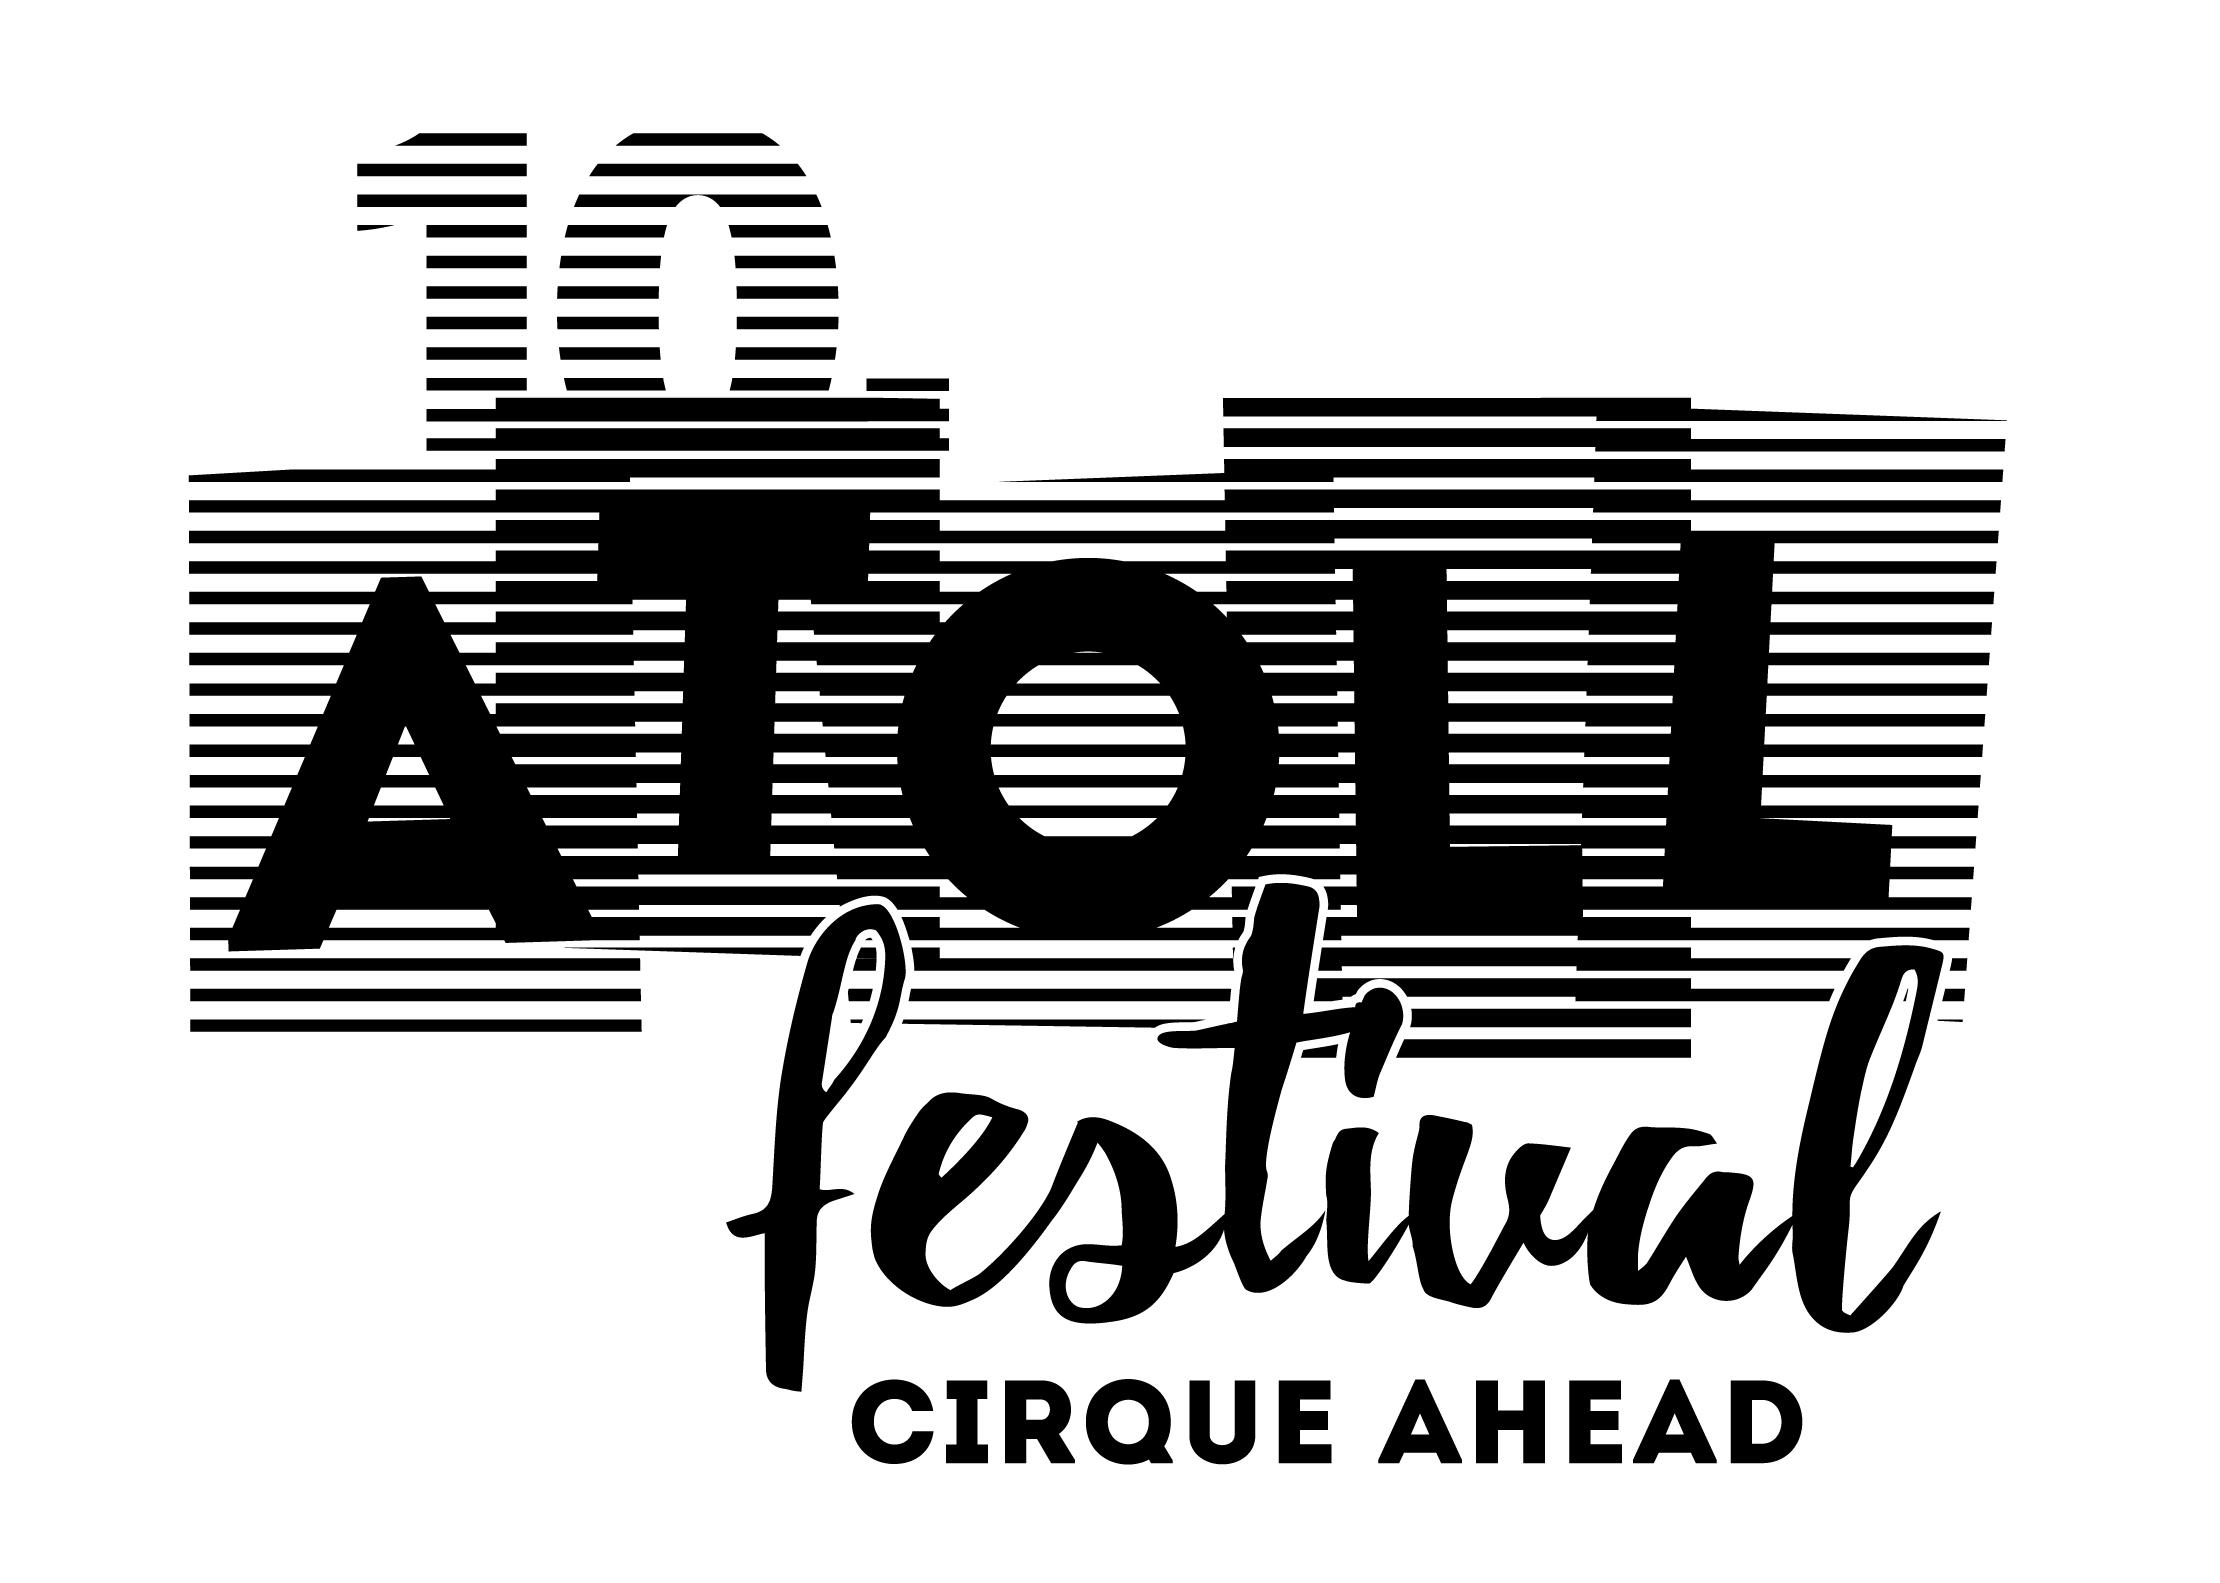 10.
ATOLL
festival
CIRQUE AHEAD